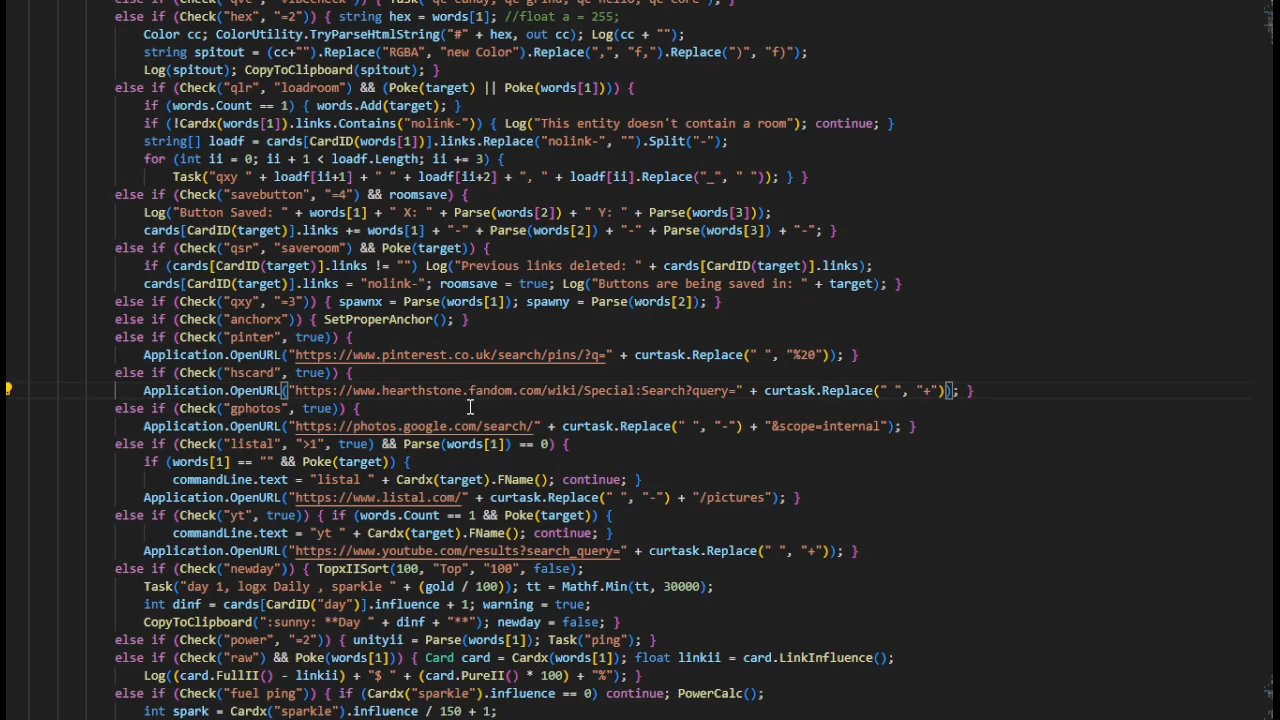 else if (Check("qvc", "vibecheck")) { Task("qc candy, qc grind, qc hello, qc core"); }
else if (Check("hex", "=2")) { string hex = words[1]; //float a = 255;
Color cc; ColorUtility.TryParseHtmlString("#" + hex, out cc); Log(cc + "");
string spitout = (cc+"").Replace("RGBA", "new Color").Replace(",", "f,").Replace(")", "f)");
Log(spitout); CopyToClipboard(spitout); }
else if (Check("qlr", "loadroom") && (Poke(target) || Poke(words[1]))) {
if (words.Count == 1) { words.Add(target); }
if (!Cardx(words[1]).links.Contains("nolink-")) { Log("This entity doesn't contain a room"); continue; }
string[] loadf = cards[CardID(words[1])].links.Replace("nolink-", "").Split("-");
for (int ii = 0; ii + 1 < loadf.Length; ii += 3) {
Task("qxy " + loadf[ii+1] + " " + loadf[ii+2] + ", " + loadf[ii].Replace("_", " ")); } }
else if (Check("savebutton", "=4") && roomsave) {
Log("Button Saved: " + words[1] + " X: " + Parse(words[2]) + " Y: " + Parse(words[3]));
cards[CardID(target)].links += words[1] + "-" + Parse(words[2]) + "-" + Parse(words[3]) + "-"; }
else if (Check("qsr", "saveroom") && Poke(target)) {
if (cards[CardID(target)].links != "") Log("Previous links deleted: " + cards[CardID(target)].links);
cards[CardID(target)].links = "nolink-"; roomsave = true; Log("Buttons are being saved in: " + target); }
else if (Check("qxy", "=3")) { spawnx = Parse(words[1]); spawny = Parse(words[2]); }
else if (Check("anchorx")) { SetProperAnchor(); }
else if (Check("pinter", true)) {
Application.OpenURL("https://www.pinterest.co.uk/search/pins/?q=" + curtask.Replace(" ", "%20")); }
else if (Check("hscard", true)) {
Application.OpenURL("https://www.hearthstone.fandom.com/wiki/Special:Search?query=" + curtask.Replace(" ", "+")); }
else if (Check("gphotos", true)) {
Application.OpenURL("https://photos.google.com/search/" + curtask.Replace(" ", "-") + "&scope=internal"); }
else if (Check("listal", ">1", true) && Parse(words[1]) == 0) {
if (words[1] == "" && Poke(target)) {
commandLine.text = "listal " + Cardx(target).FName(); continue; }
Application.OpenURL("https://www.listal.com/" + curtask.Replace(" ", "-") + "/pictures"); }
else if (Check("yt", true)) { if (words.Count == 1 && Poke(target)) {
commandLine.text = "yt " + Cardx(target).FName(); continue; }
Application.OpenURL("https://www.youtube.com/results?search_query=" + curtask.Replace(" ", "+")); }
else if (Check("newday")) { TopxIISort(100, "Top", "100", false);
Task("day 1, logx Daily , sparkle " + (gold / 100)); tt = Mathf.Min(tt, 30000);
int dinf = cards[CardID("day")].influence + 1; warning = true;
CopyToClipboard(":sunny: **Day " + dinf + "**"); newday = false; }
else if (Check("power", "=2")) { unityii = Parse(words[1]); Task("ping"); }
else if (Check("raw") && Poke(words[1])) { Card card = Cardx(words[1]); float linkii = card.LinkInfluence();
Log((card.FullII() - linkii) + "$ " + (card.PureII() * 100) + "%"); }
else if (Check("fuel ping")) { if (Cardx("sparkle").influence == 0) continue; PowerCalc();
int spark = Cardx("sparkle").influence / 150 + 1;